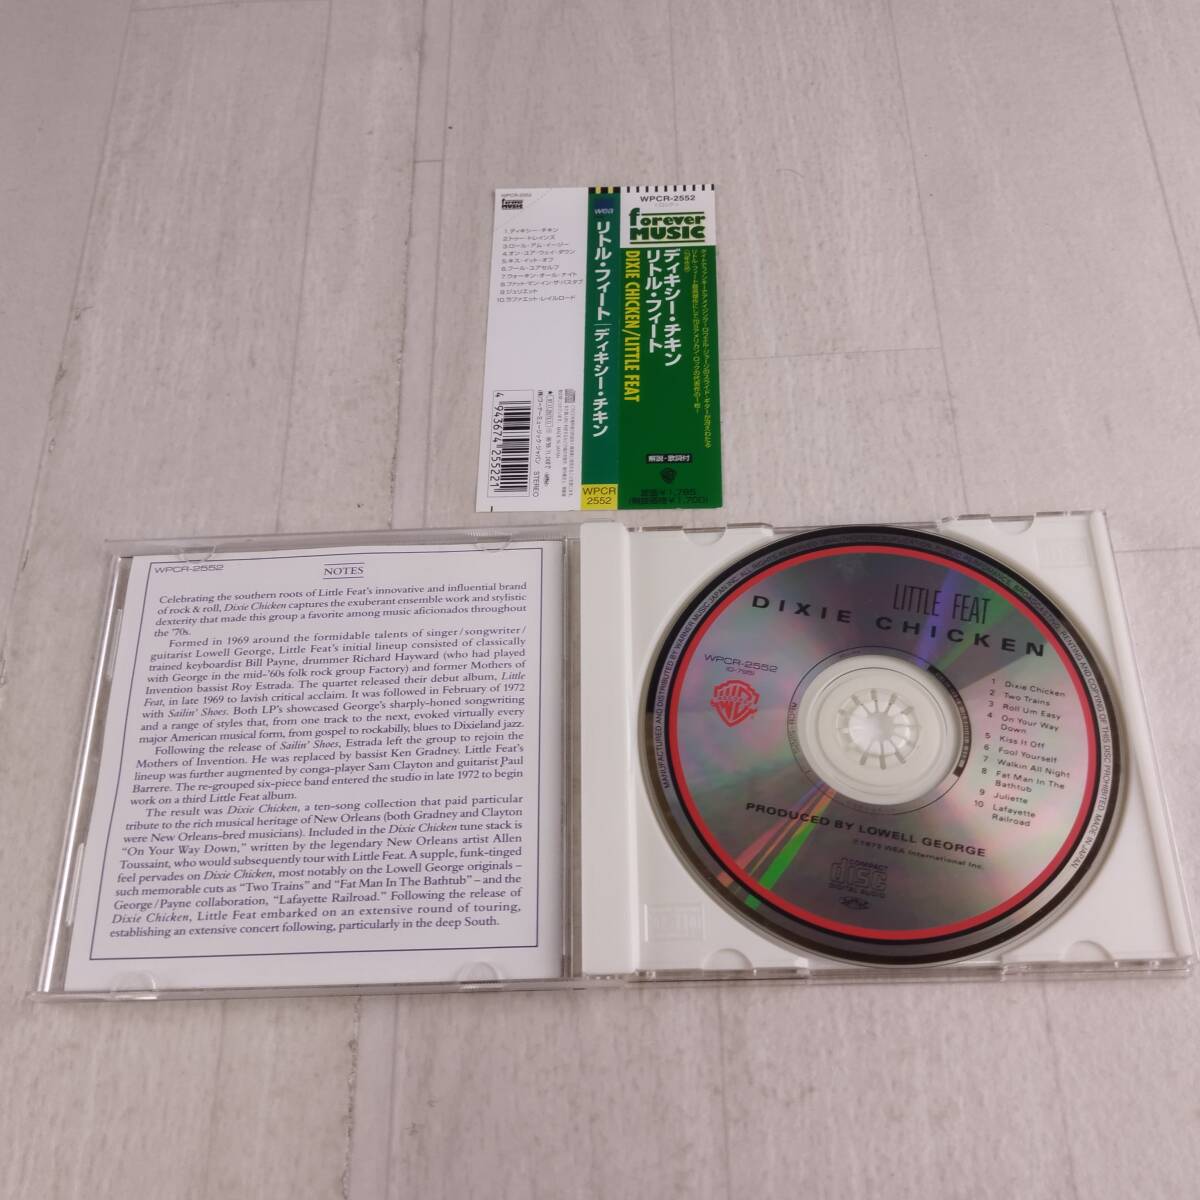 WPCR-2552
forever
MUSIC
1.ディキシー・チキン
2.トゥー・トレインズ
3.ロール・アム・イージー
4.オン・ユア・ウェイ・ダウン
5.キス・イット・オフ
6.フール・ユアセルフ
7.ウォーキン・オール・ナイト
8.ファット・マン・イン・ザ・バスタブ
9.ジュリエット
10.ラファエット・レイルロード
4 943674 255221
STEREO
wea
リトル・フィート/ディキシー・チキン
WPCR
2552
WPCR-2552
forever
MUSIC
ディキシー・チキン
リトル・フィート
DIXIE CHICKEN/LITTLE FEAT
解説・歌詞付
定価¥1,785
(税抜価格¥1,700)
WPCR-2552
NOTES
Celebrating the southern roots of Little Feat's innovative and influential brand
of rock & roll, Dixie Chicken captures the exuberant ensemble work and stylistic
dexterity that made this group a favorite among music aficionados throughout
the '70s.
Formed in 1969 around the formidable talents of singer/songwriter/
guitarist Lowell George, Little Feat's initial lineup consisted of classically
trained keyboardist Bill Payne, drummer Richard Hayward (who had played
with George in the mid-'60s folk rock group Factory) and former Mothers of
Invention bassist Roy Estrada. The quartet released their debut album, Little
Feat, in late 1969 to lavish critical acclaim. It was followed in February of 1972
with Sailin' Shoes. Both LP's showcased George's sharply-honed songwriting
and a range of styles that, from one track to the next, evoked virtually every
major American musical form, from gospel to rockabilly, blues to Dixieland jazz.
Following the release of Sailin' Shoes, Estrada left the group to rejoin the
Mothers of Invention. He was replaced by bassist Ken Gradney. Little Feat's
lineup was further augmented by conga-player Sam Clayton and guitarist Paul
Barrere. The re-grouped six-piece band entered the studio in late 1972 to begin
work on a third Little Feat album.
The result was Dixie Chicken, a ten-song collection that paid particular
tribute to the rich musical heritage of New Orleans (both Gradney and Clayton
were New Orleans-bred musicians). Included in the Dixie Chicken tune stack is
"On Your Way Down," written by the legendary New Orleans artist Allen
Toussaint, who would subsequently tour with Little Feat. A supple, funk-tinged
feel pervades on Dixie Chicken, most notably on the Lowell George originals –
such memorable cuts as "Two Trains" and "Fat Man In The Bathtub" – and the
George/Payne collaboration, "Lafayette Railroad." Following the release of
Dixie Chicken, Little Feat embarked on an extensive round of touring,
establishing an extensive concert following, particularly in the deep South.
LITTLE FEAT
DIXIE CHICKEN
WPCR-2552
1 Dixie Chicken
2 Two Trains
3 Roll Um Easy
4 On Your Way
Down
5 Kiss It Off
6 Fool Yourself
7 Walkin All Night
8 Fat Man In The
Bathtub
9 Juliette
10 Lafayette
Railroad
PRODUCED BY LOWELL GEORGE
COMPACT
disc
DIGITAL AUDIO